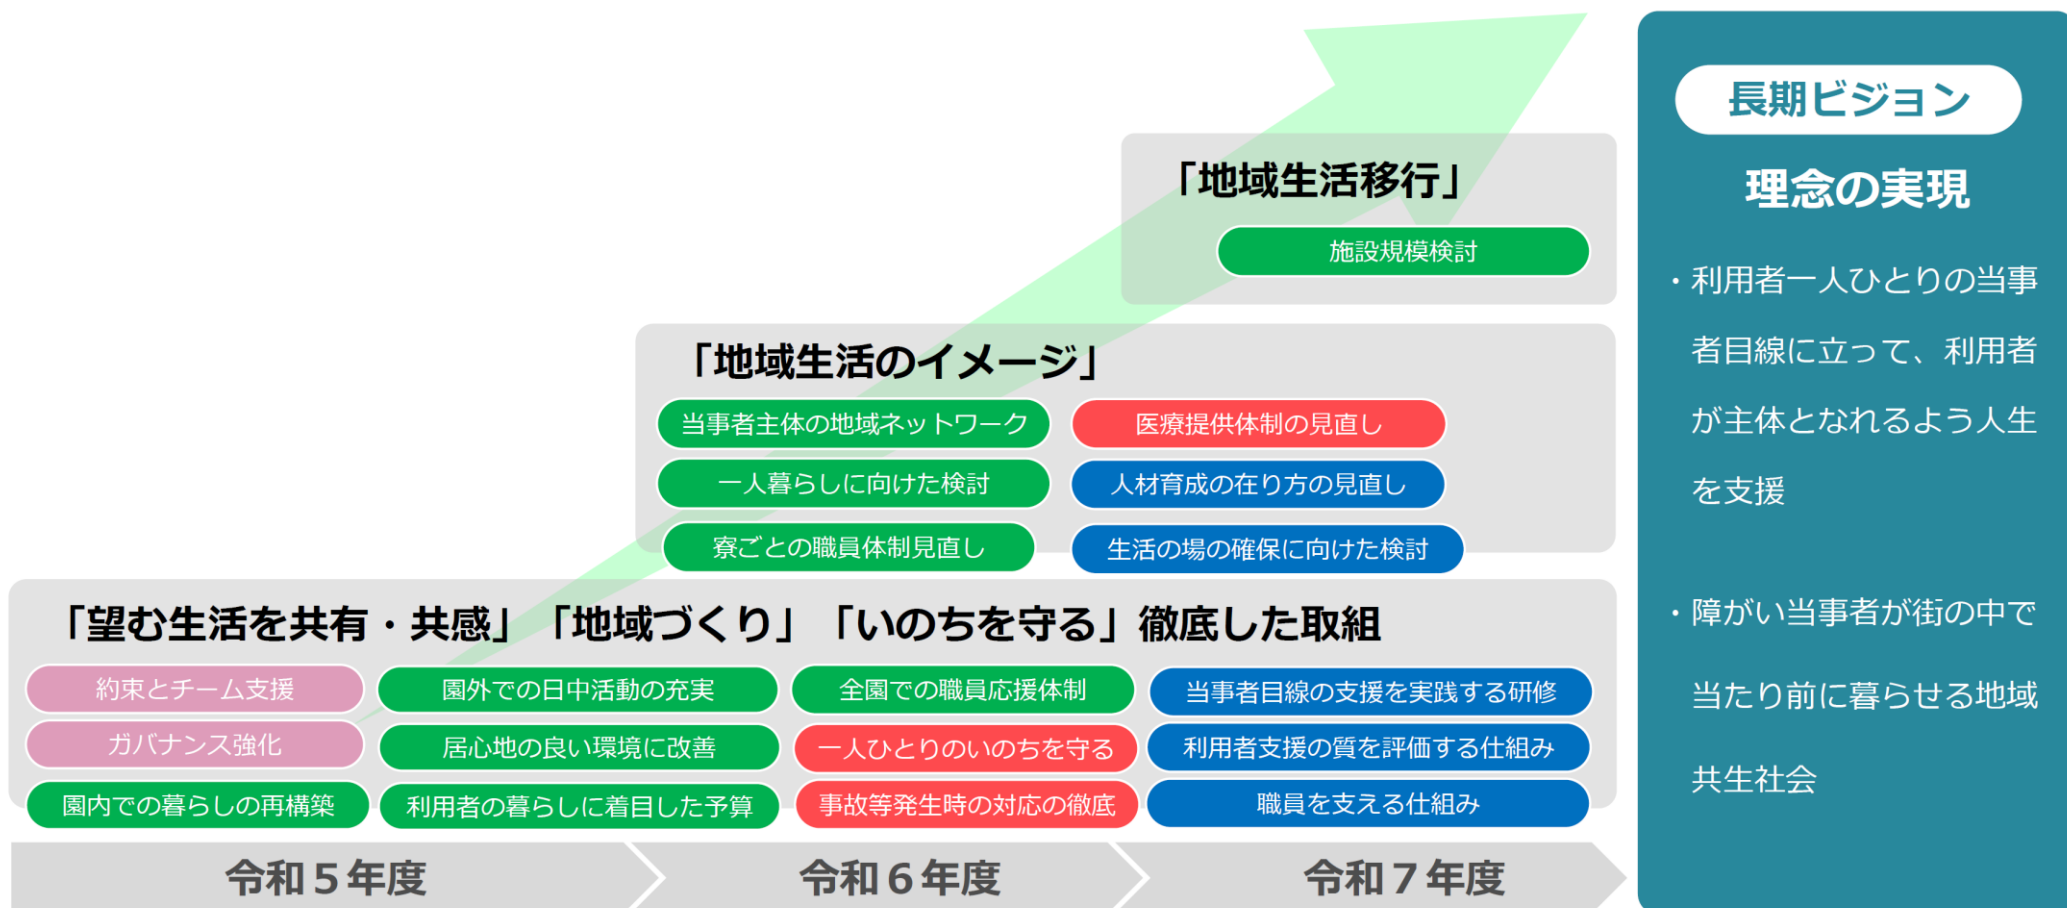 「地域生活移行」
施設規模検討
「地域生活のイメージ」
当事者主体の地域ネットワーク
医療提供体制の見直し
一人暮らしに向けた検討
人材育成の在り方の見直し
寮ごとの職員体制見直し
生活の場の確保に向けた検討
「望む生活を共有・共感」「地域づくり」「いのちを守る」徹底した取組
約束とチーム支援
園外での日中活動の充実
全園での職員応援体制
当事者目線の支援を実践する研修
ガバナンス強化
居心地の良い環境に改善
一人ひとりのいのちを守る
利用者支援の質を評価する仕組み
園内での暮らしの再構築
利用者の暮らしに着目した予算
事故等発生時の対応の徹底
職員を支える仕組み
令和５年度
令和６年度
令和７年度
長期ビジョン
理念の実現
・利用者一人ひとりの当事
者目線に立って、利用者
が主体となれるよう人生
を支援
・障がい当事者が街の中で
当たり前に暮らせる地域
共生社会